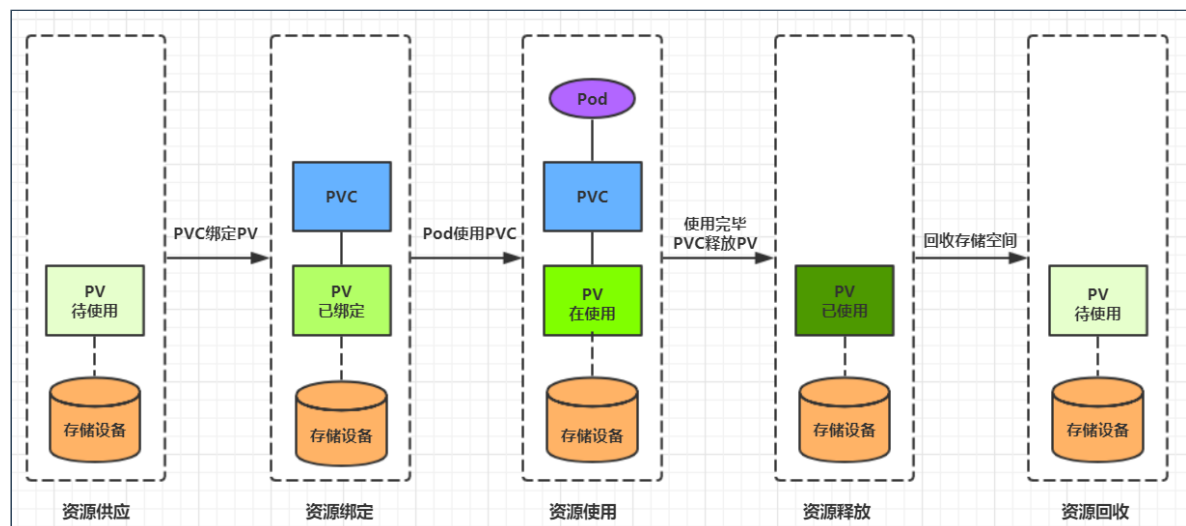 Pod
PVC
PVC
PVC绑定PV
Pod使用PVC
使用完毕
PVC释放PV
回收存储空间
PV
待使用
PV
已绑定
PV
在使用
PV
已使用
PV
待使用
存储设备
存储设备
存储设备
存储设备
存储设备
资源供应
资源绑定
资源使用
资源释放
资源回收